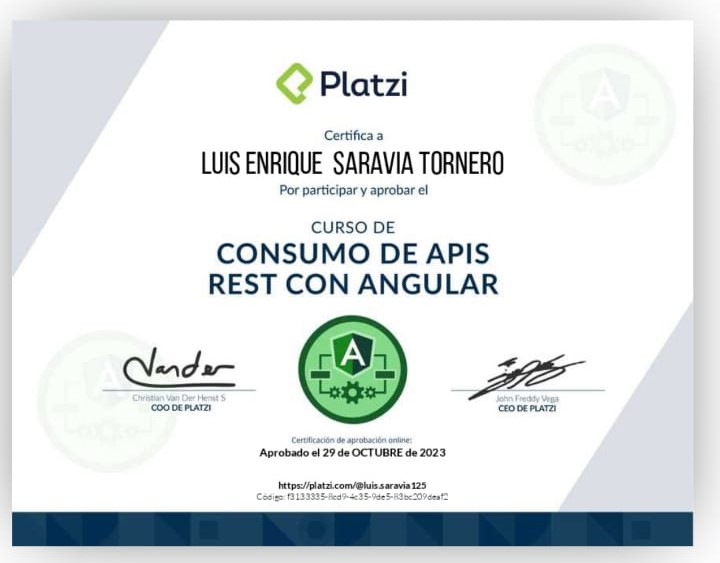 Platzi
Certifica a
LUIS ENRIQUE SARAVIA TORNERO
Por participar y aprobar el
CURSO DE
CONSUMO DE APIS
REST CON ANGULAR
Christian Van Der Henst S
COO DE PLATZI
John Freddy Vega
CEO DE PLATZI
Certificación de aprobación online:
Aprobado el 29 de OCTUBRE de 2023
https://platzi.com/@luis.saravia125
Código: f3133335-8cd9-4c35-9de5-83bc209deaf2